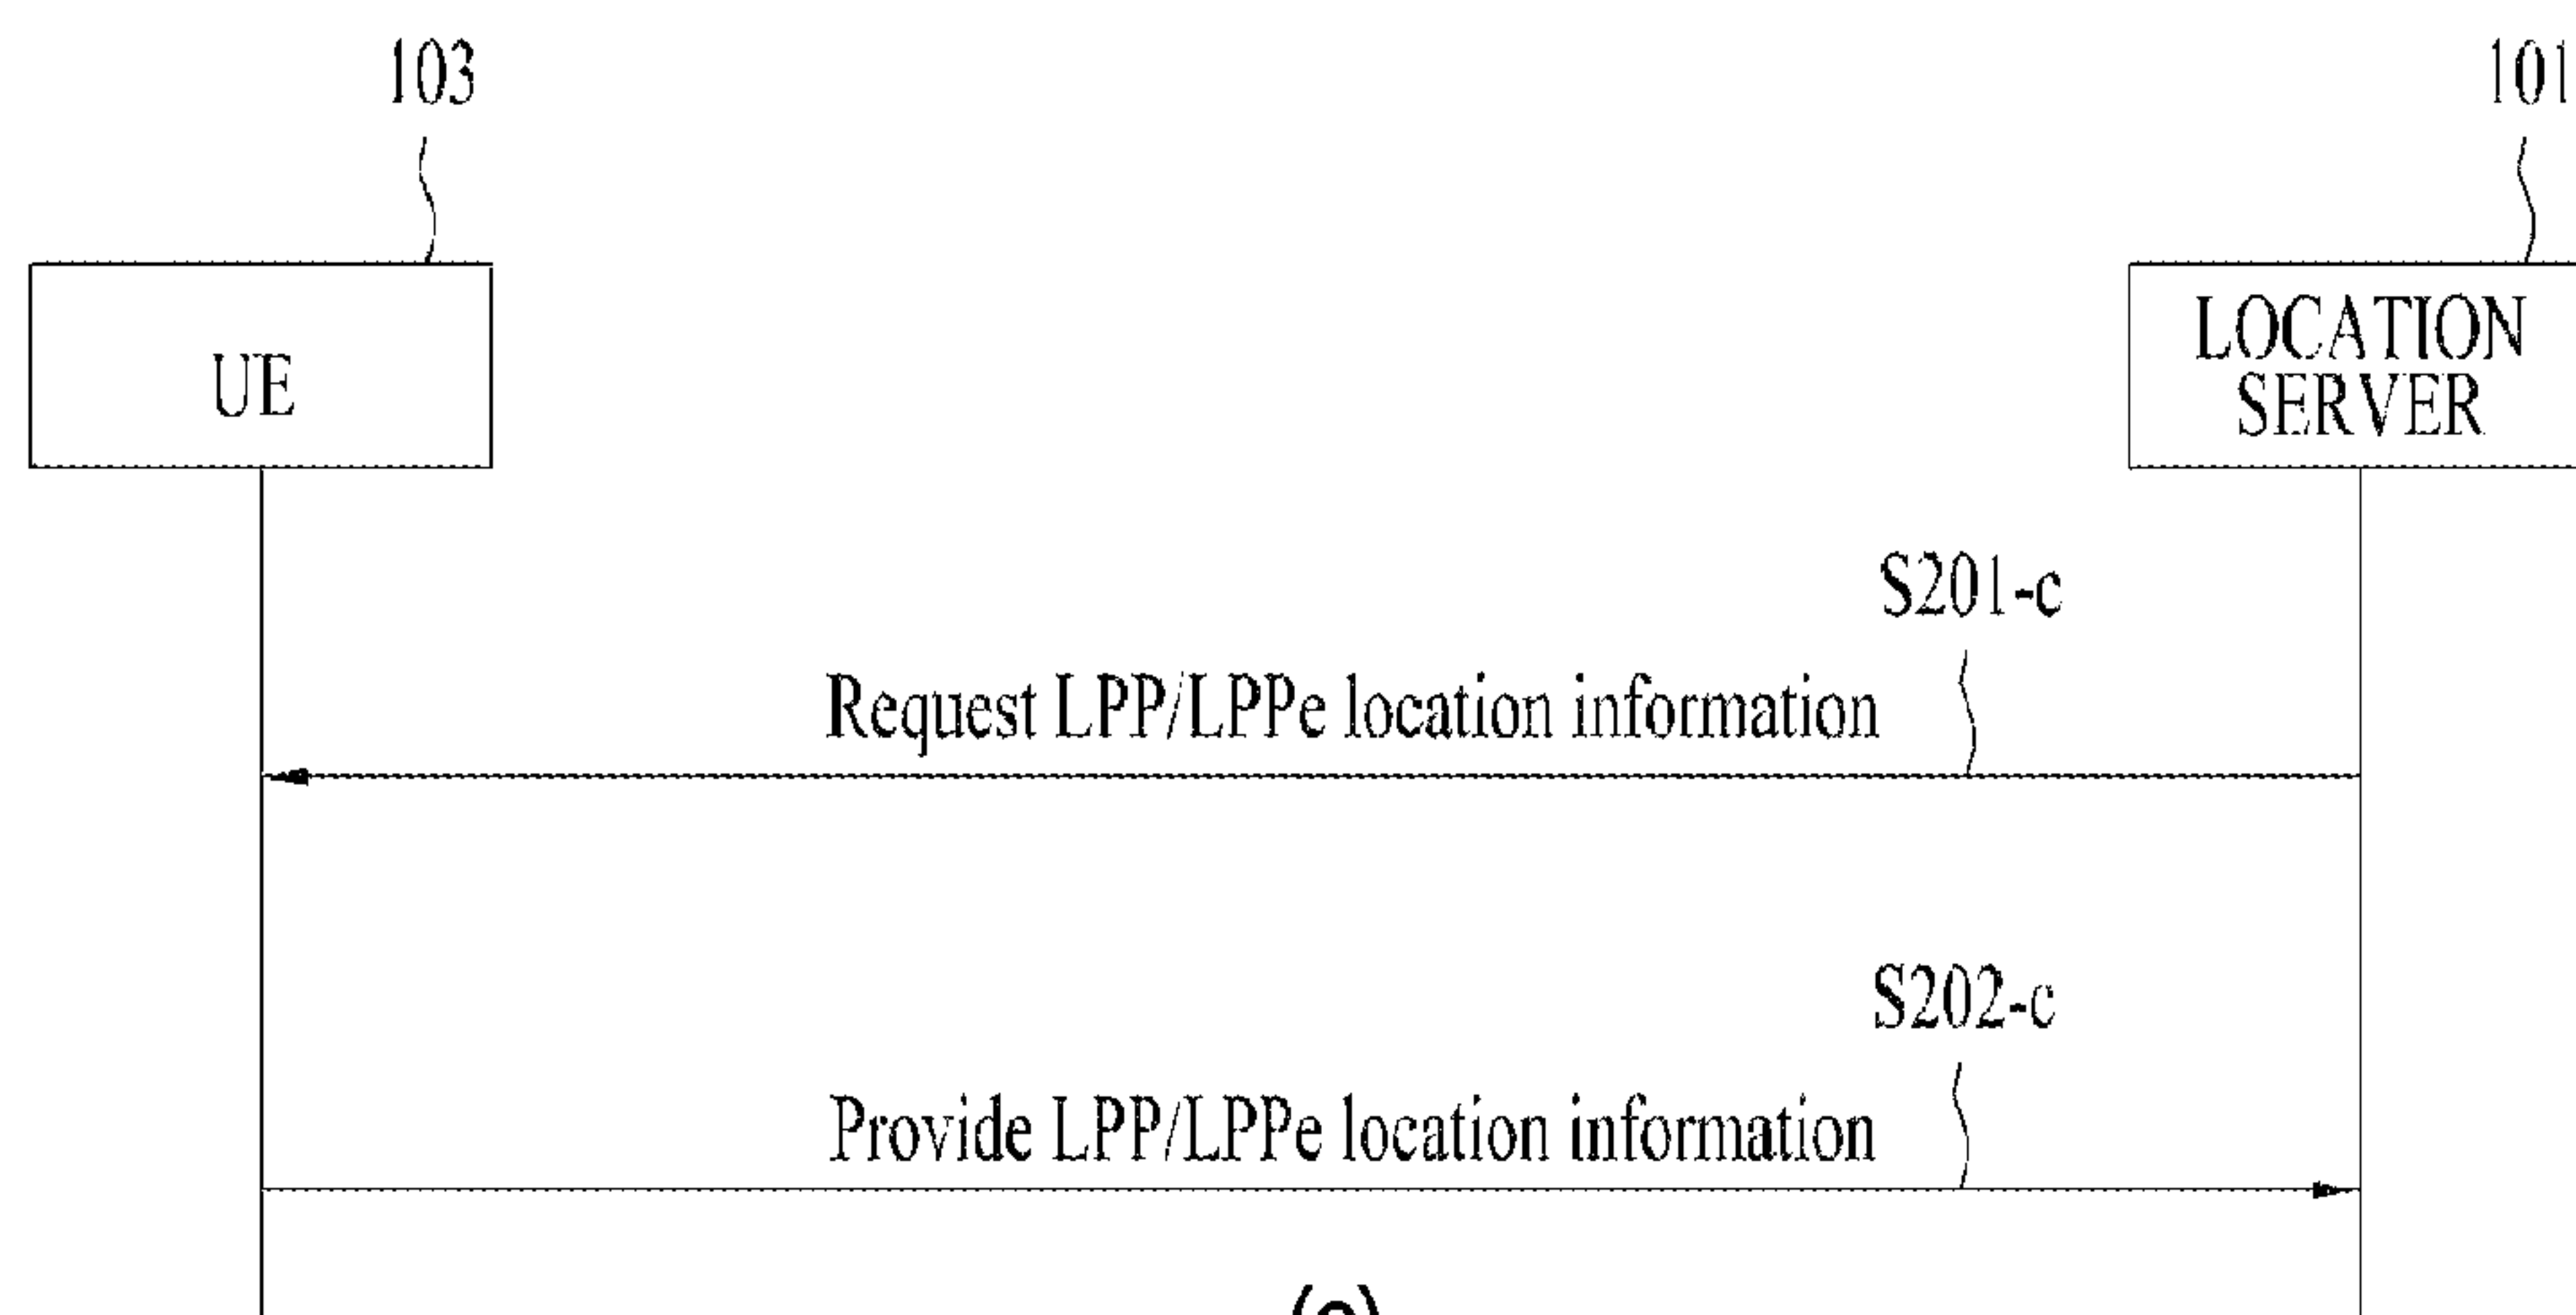 103
101
UE
LOCATION
SERVER
S201-c
Request LPP/LPPe location information
S202-c
Provide LPP/LPPe location information